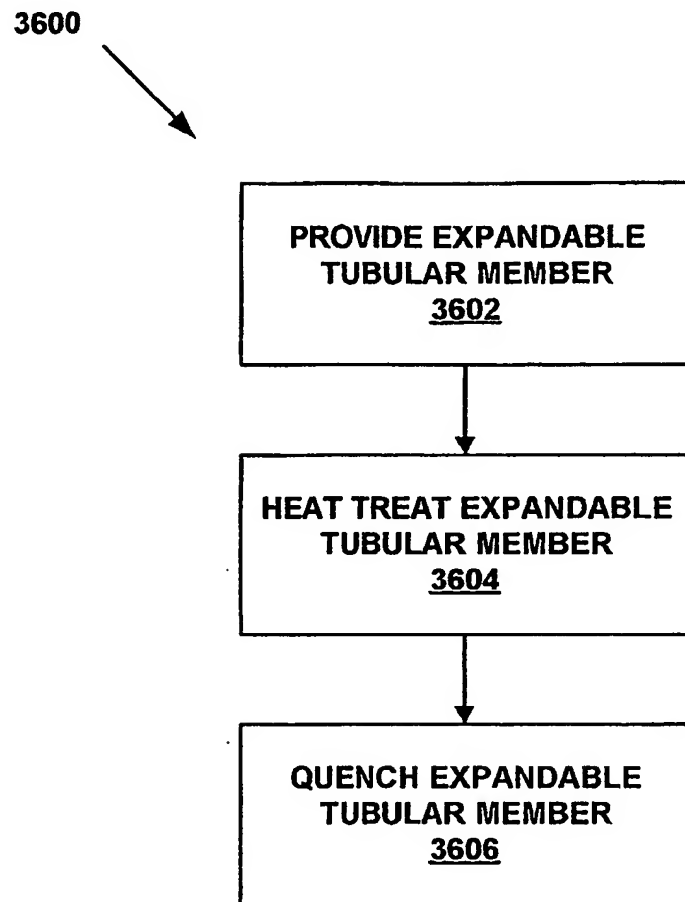 3600
PROVIDE EXPANDABLE
TUBULAR MEMBER
3602
HEAT TREAT EXPANDABLE
TUBULAR MEMBER
3604
QUENCH EXPANDABLE
TUBULAR MEMBER
3606